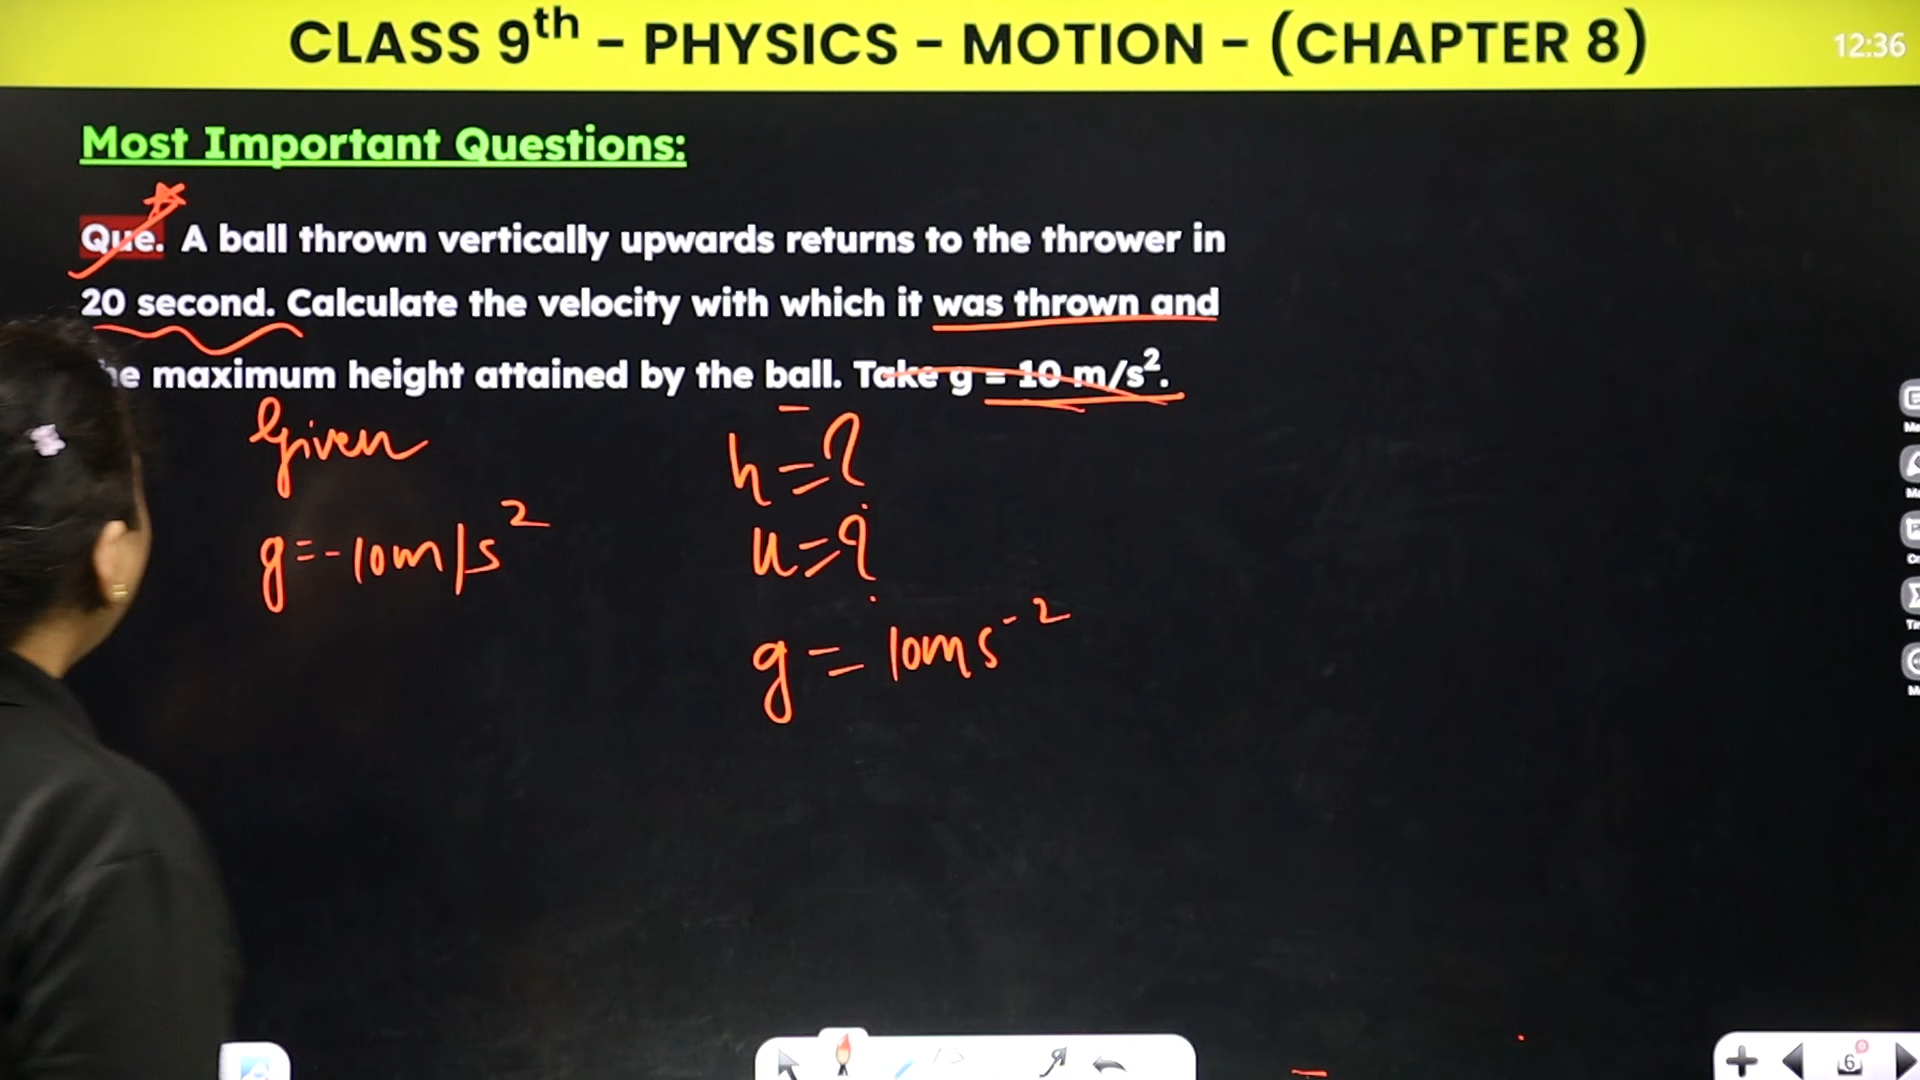 CLASS 9th - PHYSICS - MOTION - (CHAPTER 8)
12:36
Most Important Questions:
Que. A ball thrown vertically upwards returns to the thrower in
20 second. Calculate the velocity with which it was thrown and
he maximum height attained by the ball. Take g = 10 m/s².
Given
h = ?
g = -10m/s²
u = ?
g = 10ms⁻²
6